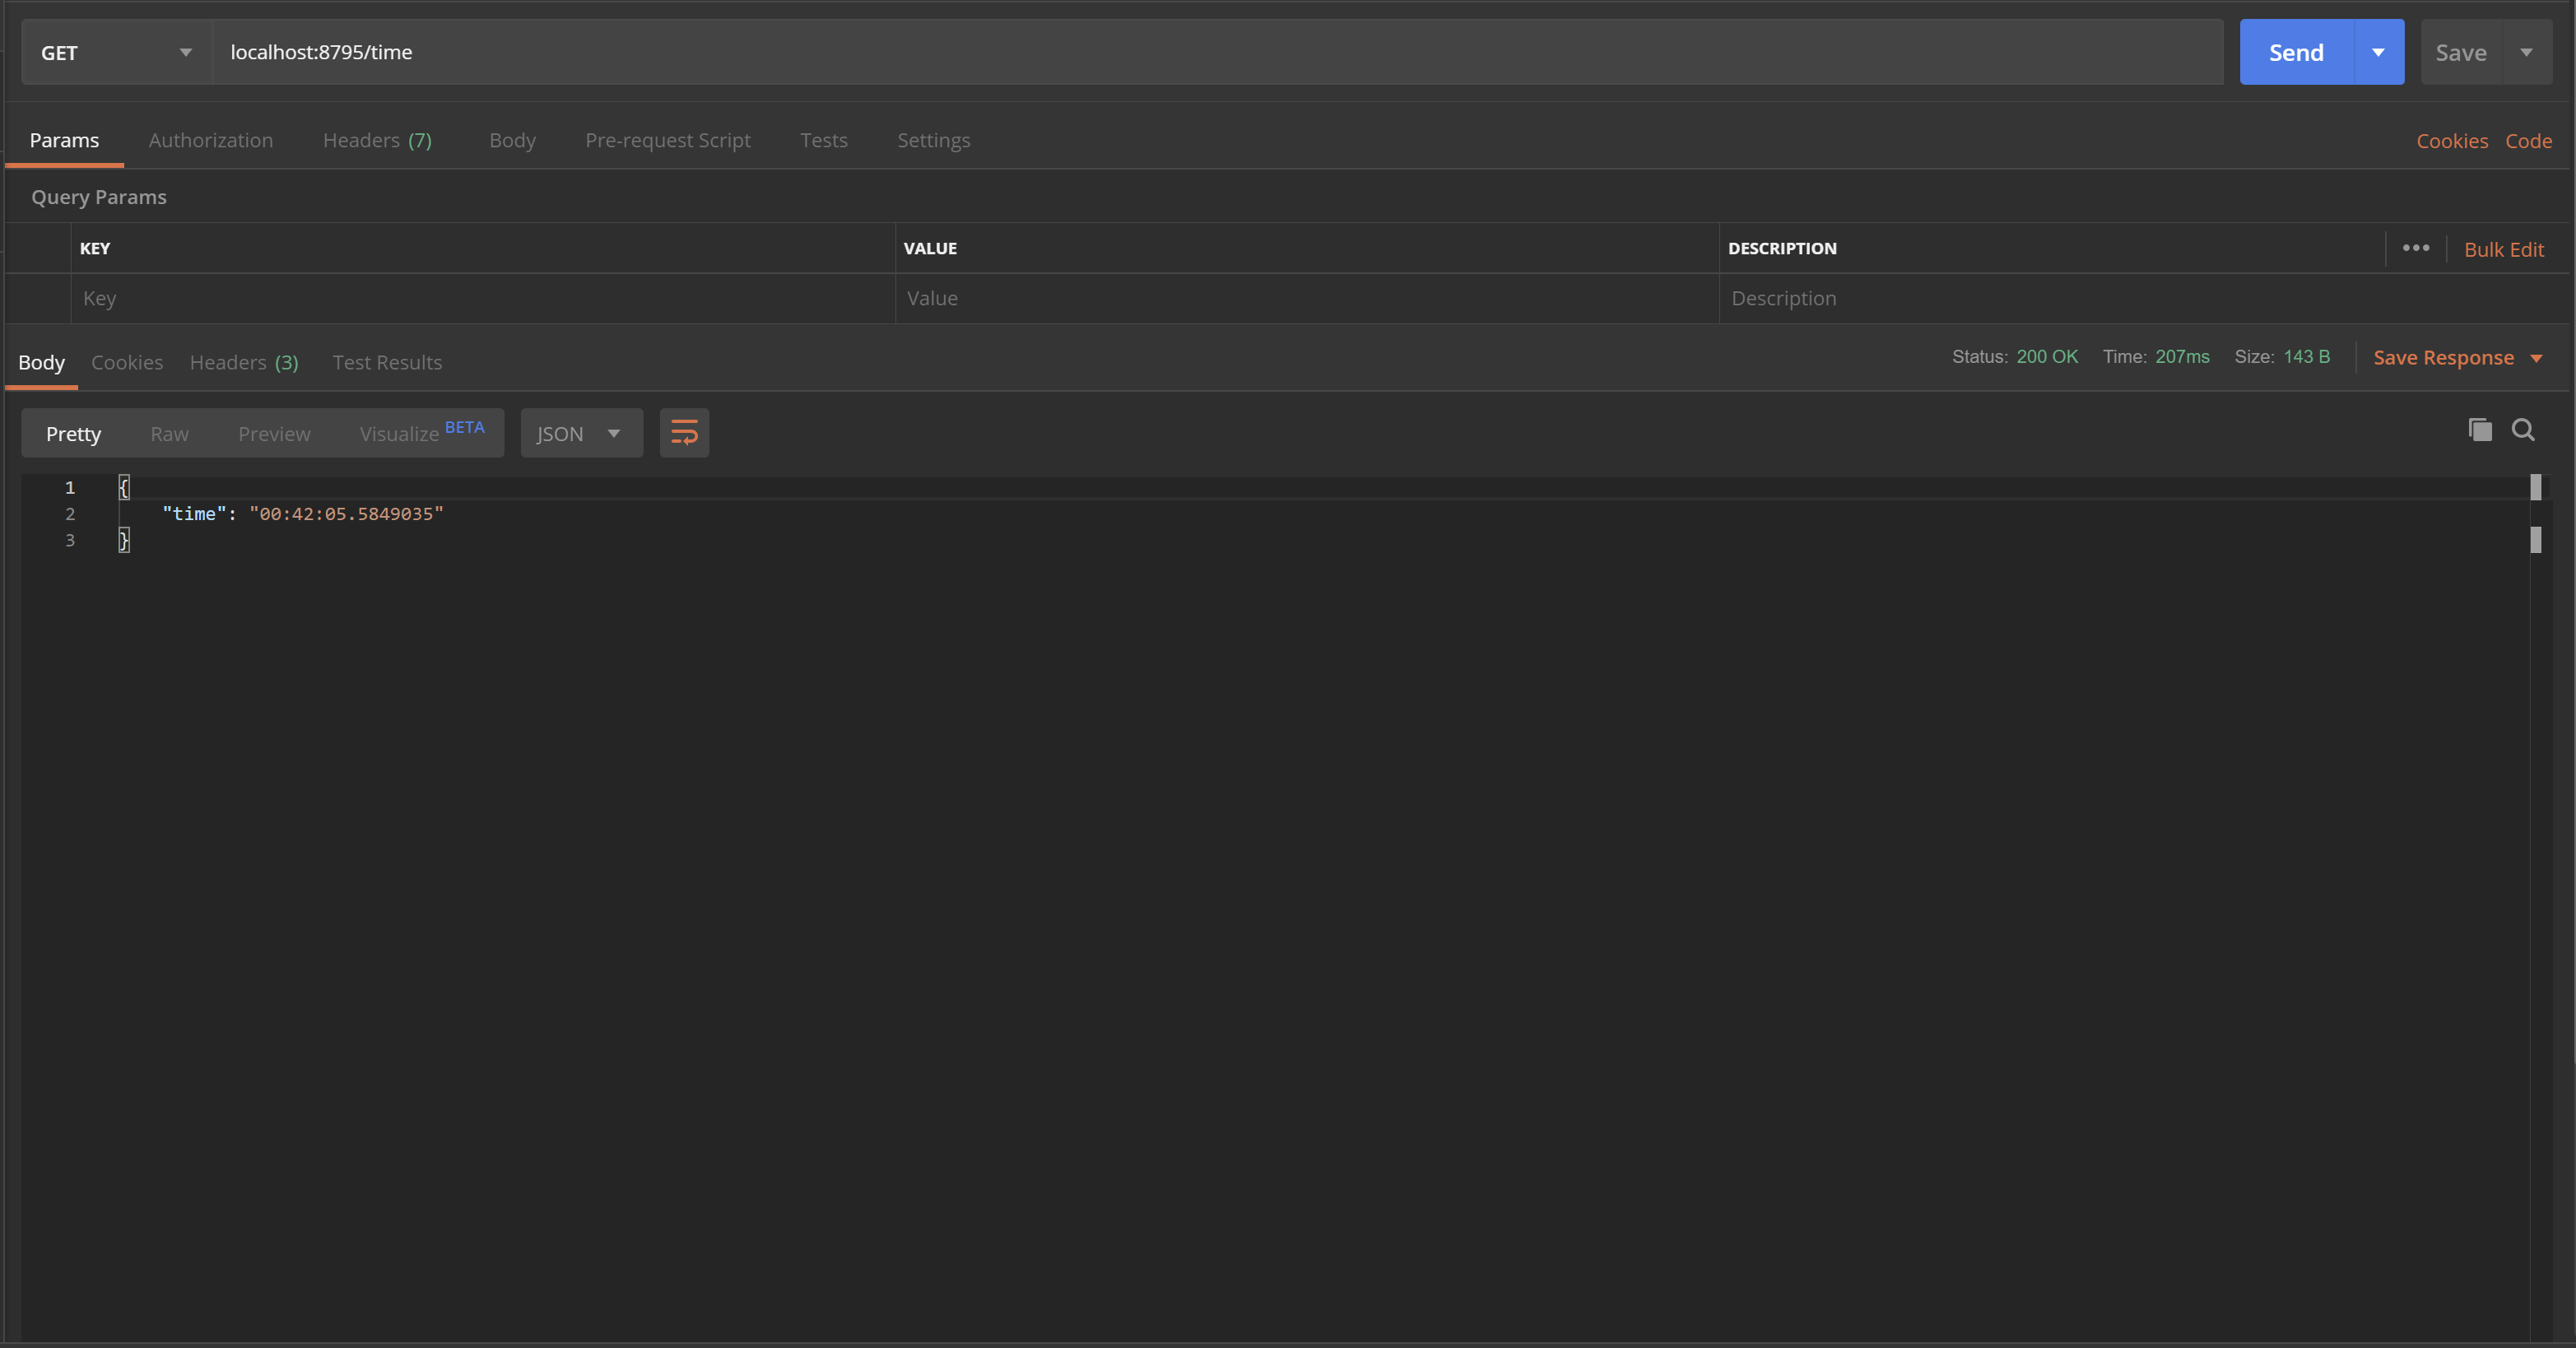 GET localhost:8795/time Send Save
Params Authorization Headers (7) Body Pre-request Script Tests Settings Cookies Code
Query Params
KEY VALUE DESCRIPTION ••• Bulk Edit
Key Value Description
Body Cookies Headers (3) Test Results Status: 200 OK Time: 207ms Size: 143 B Save Response
Pretty Raw Preview Visualize BETA JSON
1 {
2 "time": "00:42:05.5849035"
3 }